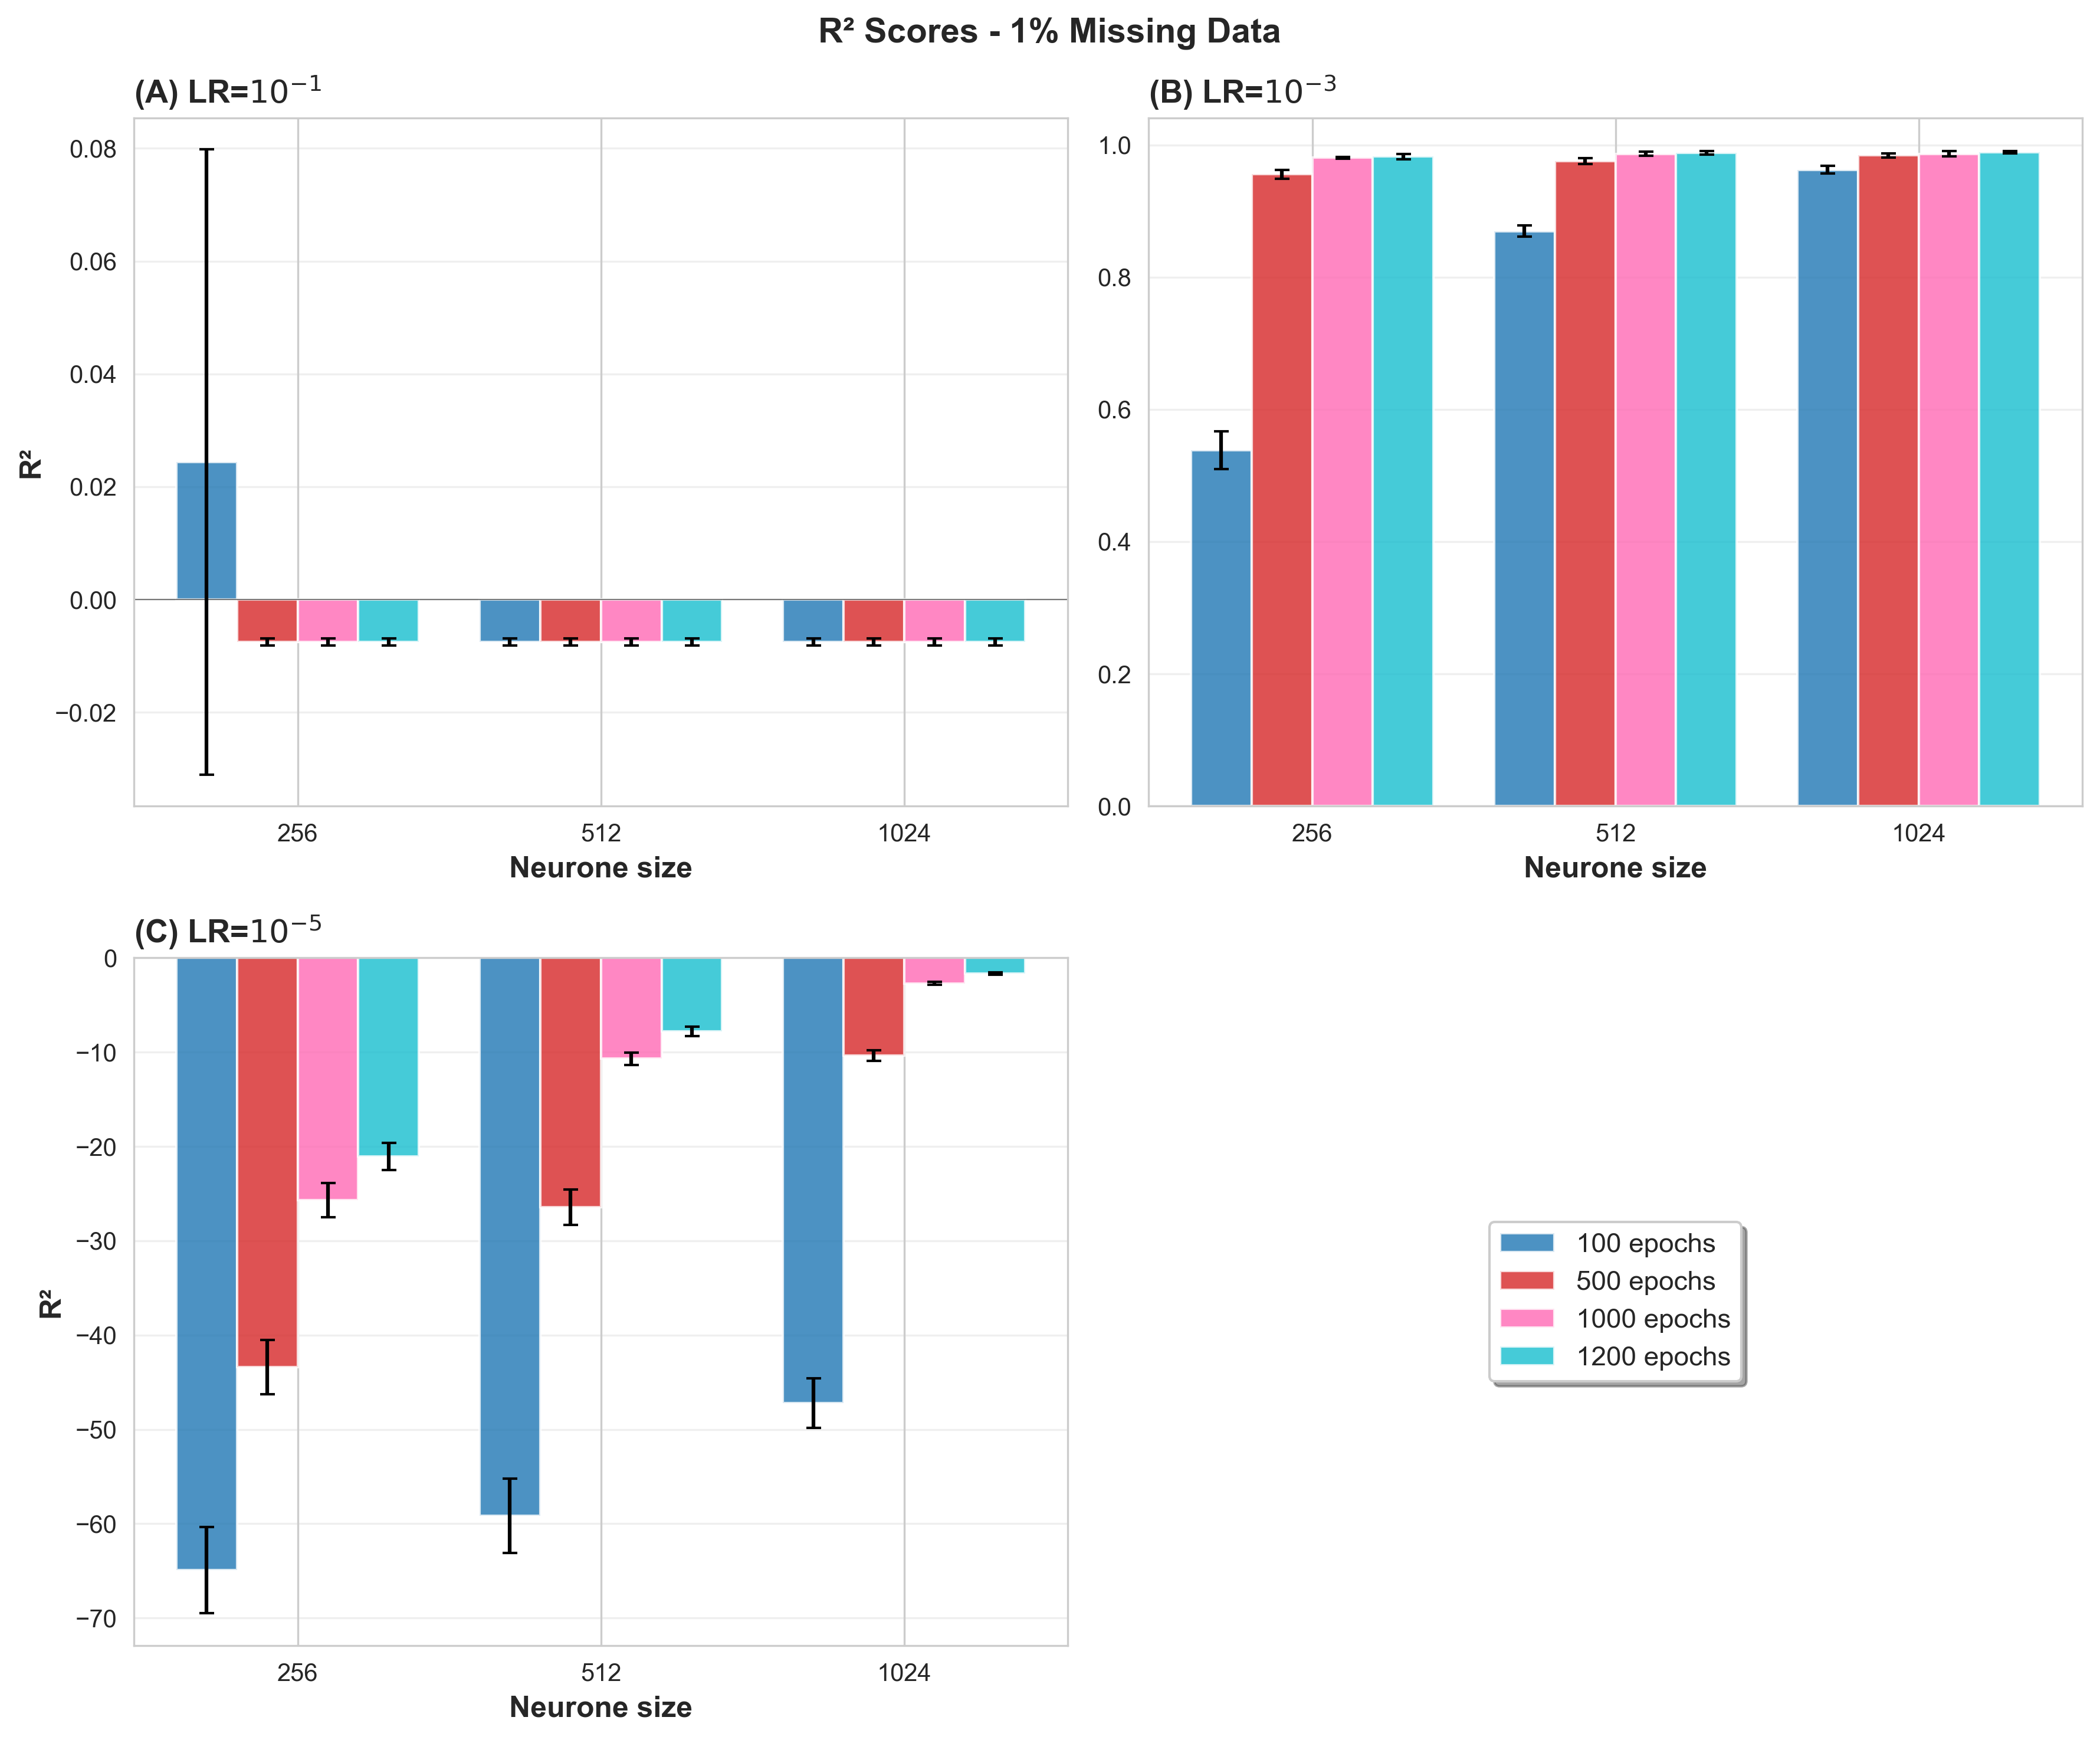 R² Scores - 1% Missing Data
(A) LR=10⁻¹
R²
0.08
0.06
0.04
0.02
0.00
−0.02
256 512 1024
Neurone size
(B) LR=10⁻³
1.0
0.8
0.6
0.4
0.2
0.0
256 512 1024
Neurone size
(C) LR=10⁻⁵
R²
0
−10
−20
−30
−40
−50
−60
−70
256 512 1024
Neurone size
100 epochs
500 epochs
1000 epochs
1200 epochs